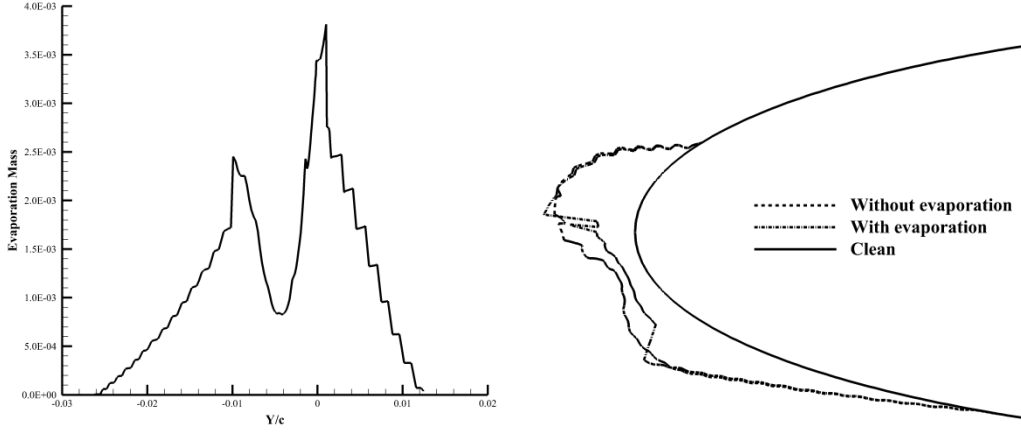 4.0E-03
3.5E-03
3.0E-03
2.5E-03
2.0E-03
1.5E-03
1.0E-03
5.0E-04
0.0E+00
Evaporation Mass
-0.03
-0.02
-0.01
0
0.01
0.02
Y/c
Without evaporation
With evaporation
Clean